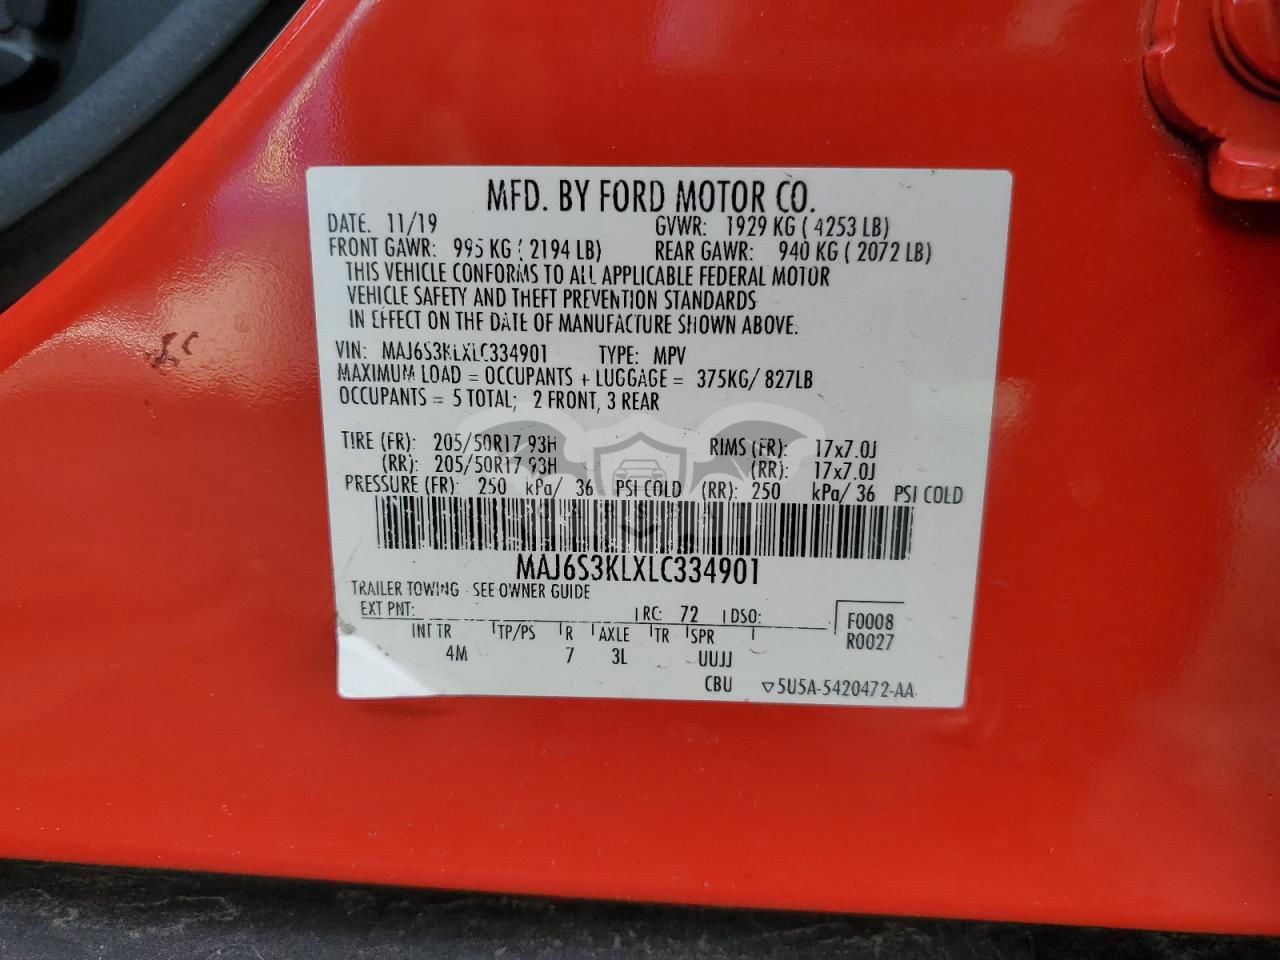 MFD. BY FORD MOTOR CO.
DATE. 11/19 GVWR: 1929 KG ( 4253 LB)
FRONT GAWR: 995 KG ( 2194 LB) REAR GAWR: 940 KG ( 2072 LB)
THIS VEHICLE CONFORMS TO ALL APPLICABLE FEDERAL MOTOR
VEHICLE SAFETY AND THEFT PREVENTION STANDARDS
IN EFFECT ON THE DATE OF MANUFACTURE SHOWN ABOVE.
VIN: MAJ6S3KLXLC334901 TYPE: MPV
MAXIMUM LOAD = OCCUPANTS + LUGGAGE = 375KG/ 827LB
OCCUPANTS = 5 TOTAL; 2 FRONT, 3 REAR
TIRE (FR): 205/50R17 93H RIMS (FR): 17x7.0J
(RR): 205/50R17 93H (RR): 17x7.0J
PRESSURE (FR): 250 kPa/ 36 PSI COLD (RR): 250 kPa/ 36 PSI COLD
MAJ6S3KLXLC334901
TRAILER TOWING - SEE OWNER GUIDE
EXT PNT: RC: 72 DSO: F0008
R0027
INT TR TP/PS R AXLE TR SPR
4M 7 3L UUJJ
CBU ▽5U5A-5420472-AA